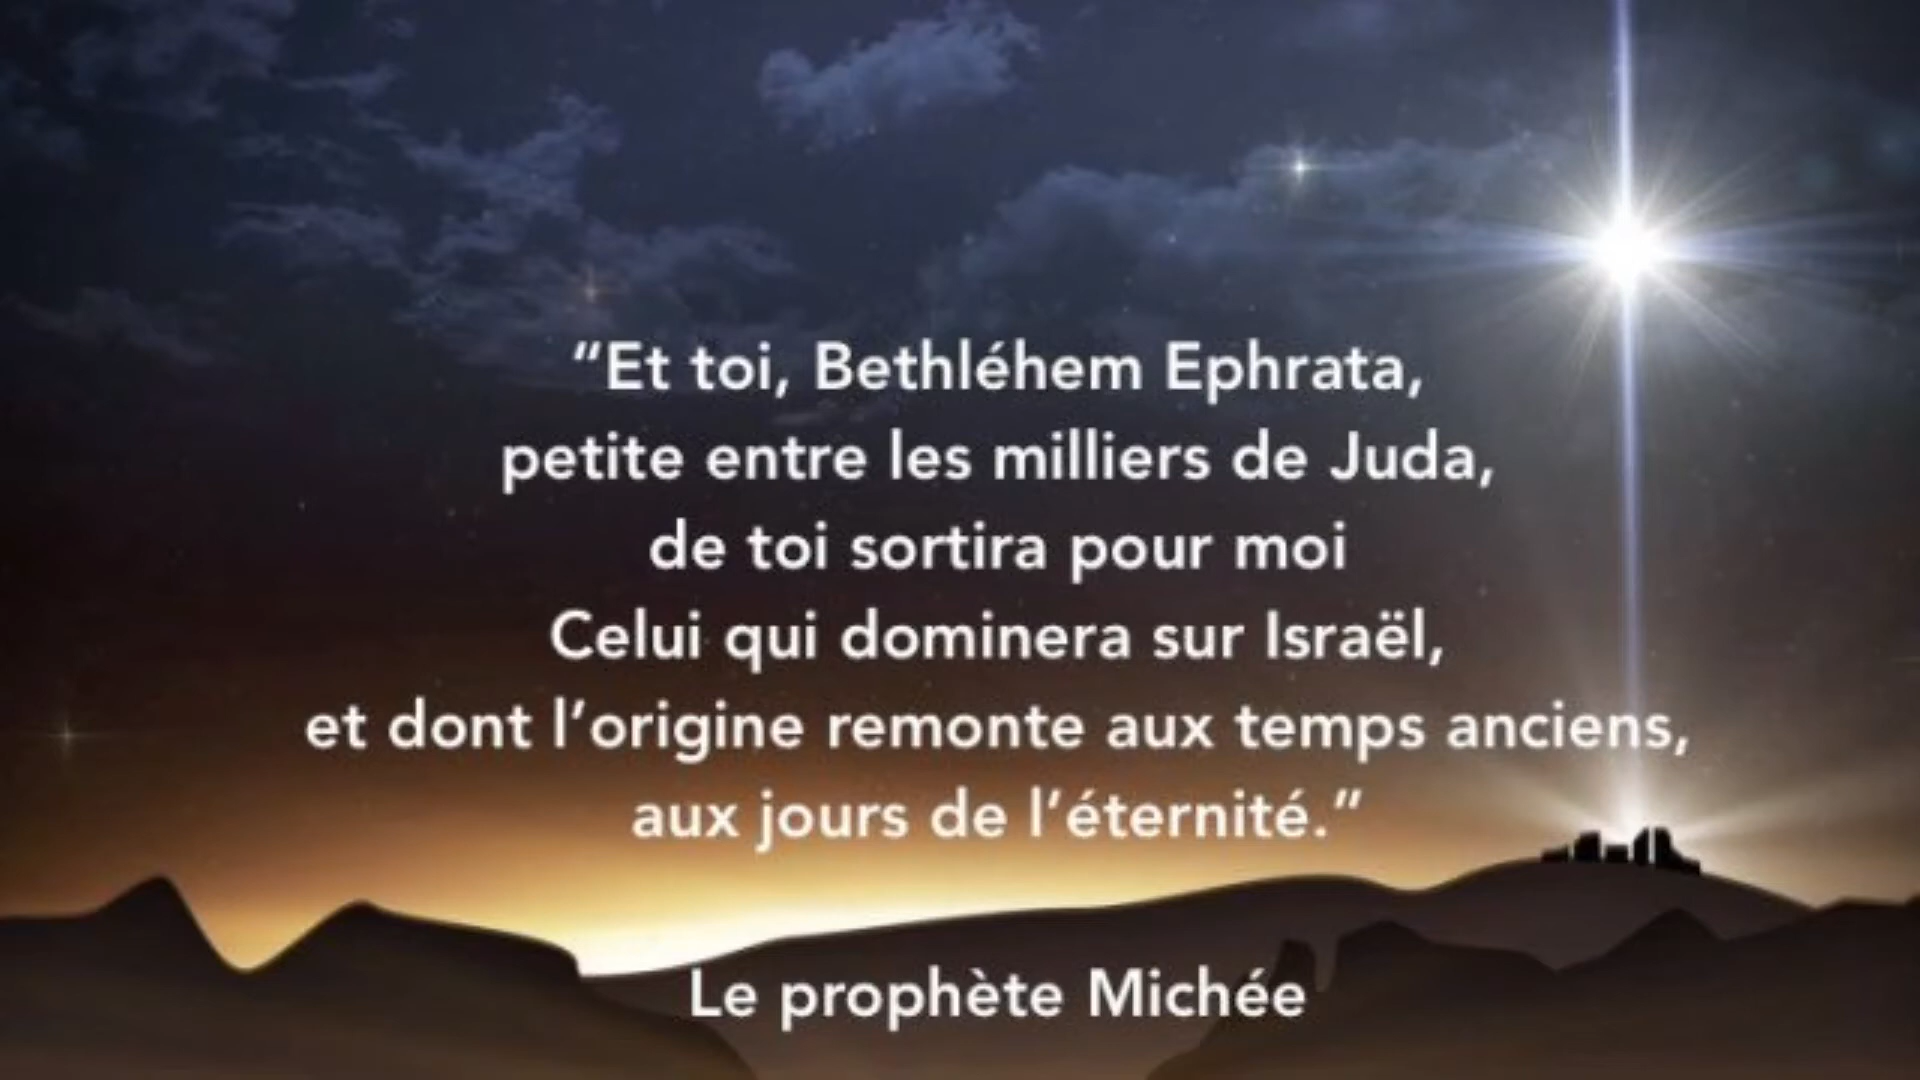 “Et toi, Bethléhem Ephrata,
petite entre les milliers de Juda,
de toi sortira pour moi
Celui qui dominera sur Israël,
et dont l’origine remonte aux temps anciens,
aux jours de l’éternité.”
Le prophète Michée